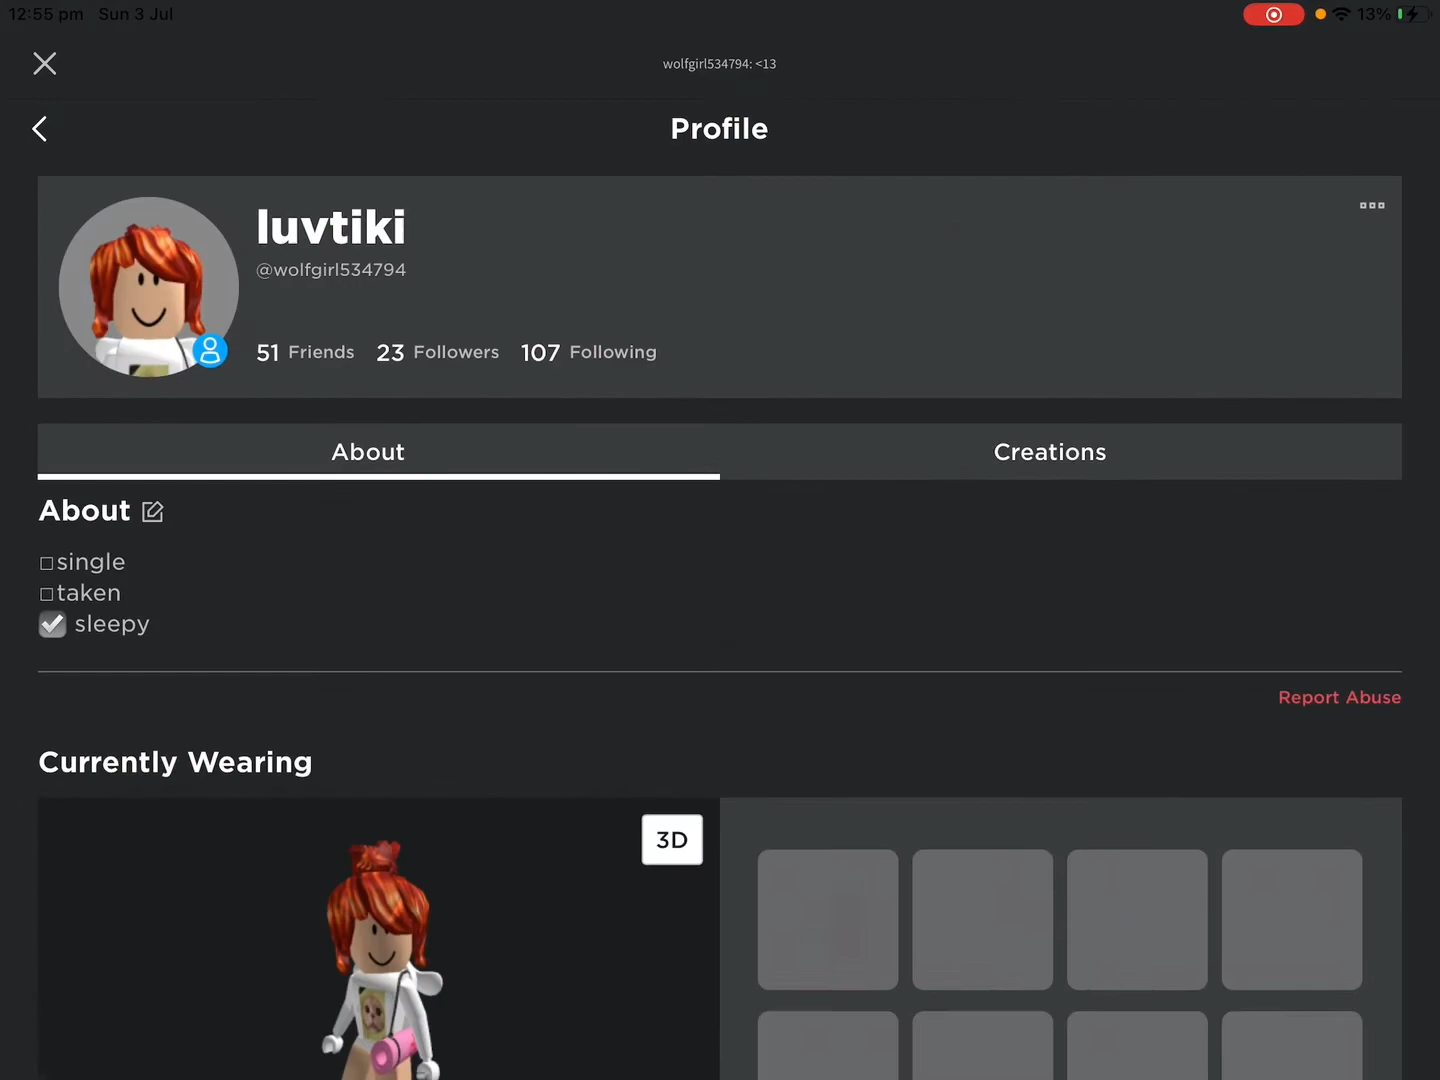 12:55 pm Sun 3 Jul
13%
wolfgirl534794: <13
Profile
luvtiki
@wolfgirl534794
51 Friends 23 Followers 107 Following
About Creations
About
single
taken
sleepy
Report Abuse
Currently Wearing
3D